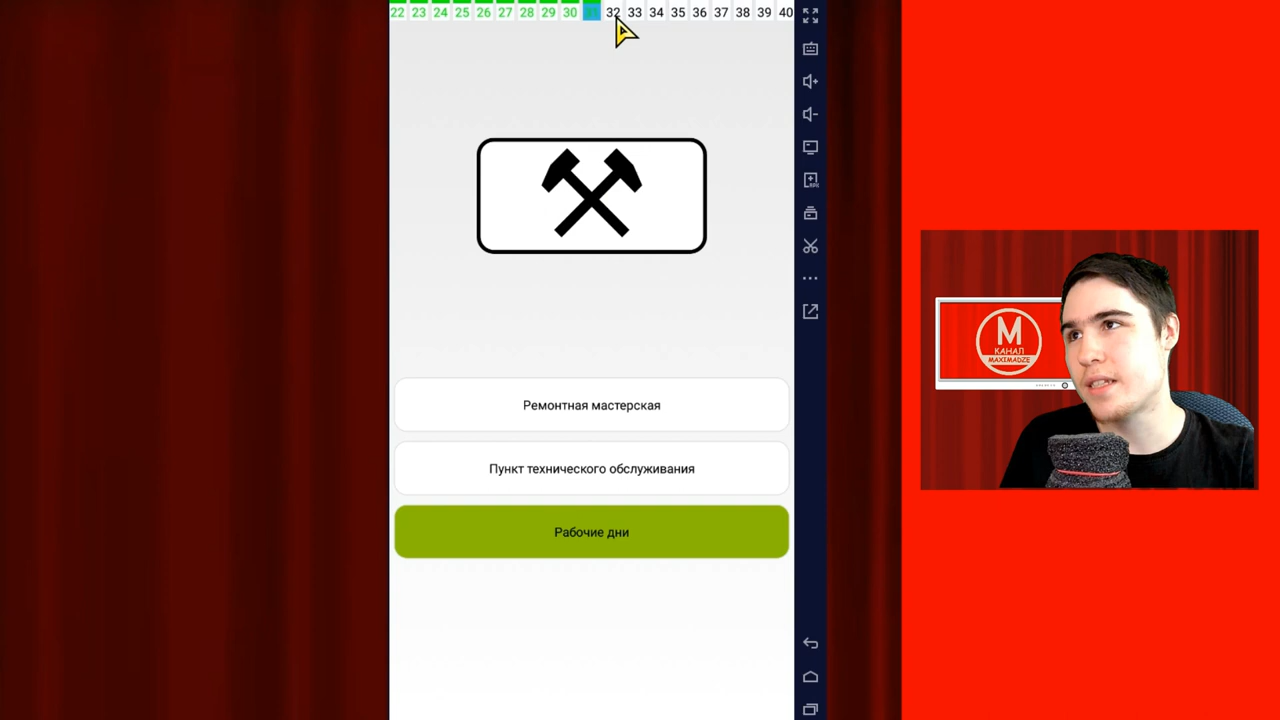 22 23 24 25 26 27 28 29 30 31 32 33 34 35 36 37 38 39 40
Ремонтная мастерская
Пункт технического обслуживания
Рабочие дни
М
КАНАЛ
MAXIMADZE